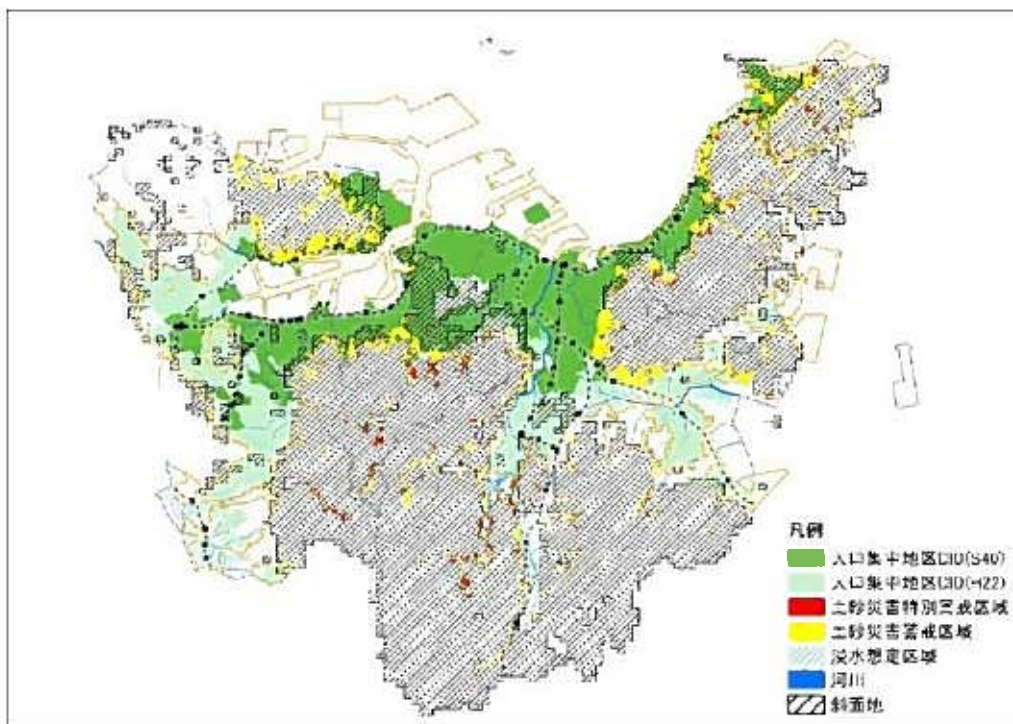 凡例
人口集中地区DID(S40)
人口集中地区DID(H22)
土砂災害特別警戒区域
土砂災害警戒区域
浸水想定区域
河川
斜面地